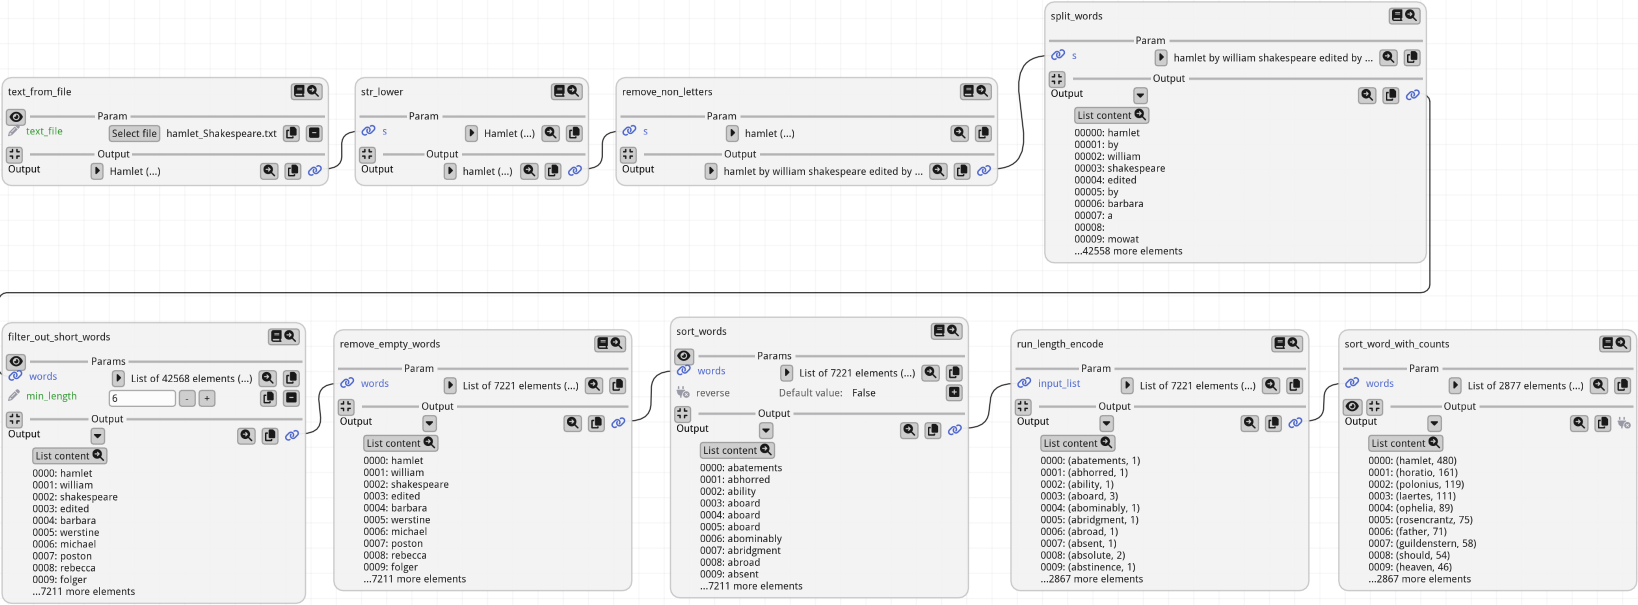 text_from_file
Param
text_file
Select file
hamlet_Shakespeare.txt
Output
Output
Hamlet (...)
str_lower
Param
s
Hamlet (...)
Output
Output
hamlet (...)
remove_non_letters
Param
s
hamlet (...)
Output
Output
hamlet by william shakespeare edited by ...
split_words
Param
s
hamlet by william shakespeare edited by ...
Output
Output
List content
00000: hamlet
00001: by
00002: william
00003: shakespeare
00004: edited
00005: by
00006: barbara
00007: a
00008:
00009: mowat
...42558 more elements
filter_out_short_words
Params
words
List of 42568 elements (...)
min_length
6
-
+
Output
Output
List content
0000: hamlet
0001: william
0002: shakespeare
0003: edited
0004: barbara
0005: werstine
0006: michael
0007: poston
0008: rebecca
0009: folger
...7211 more elements
remove_empty_words
Param
words
List of 7221 elements (...)
Output
Output
List content
0000: hamlet
0001: william
0002: shakespeare
0003: edited
0004: barbara
0005: werstine
0006: michael
0007: poston
0008: rebecca
0009: folger
...7211 more elements
sort_words
Params
words
List of 7221 elements (...)
reverse
Default value: False
Output
Output
List content
0000: abatements
0001: abhorred
0002: ability
0003: aboard
0004: aboard
0005: aboard
0006: abominably
0007: abridgment
0008: abroad
0009: absent
...7211 more elements
run_length_encode
Param
input_list
List of 7221 elements (...)
Output
Output
List content
0000: (abatements, 1)
0001: (abhorred, 1)
0002: (ability, 1)
0003: (aboard, 3)
0004: (abominably, 1)
0005: (abridgment, 1)
0006: (abroad, 1)
0007: (absent, 1)
0008: (absolute, 2)
0009: (abstinence, 1)
...2867 more elements
sort_word_with_counts
Param
words
List of 2877 elements (...)
Output
Output
List content
0000: (hamlet, 480)
0001: (horatio, 161)
0002: (polonius, 119)
0003: (laertes, 111)
0004: (ophelia, 89)
0005: (rosencrantz, 75)
0006: (father, 71)
0007: (guildenstern, 58)
0008: (should, 54)
0009: (heaven, 46)
...2867 more elements